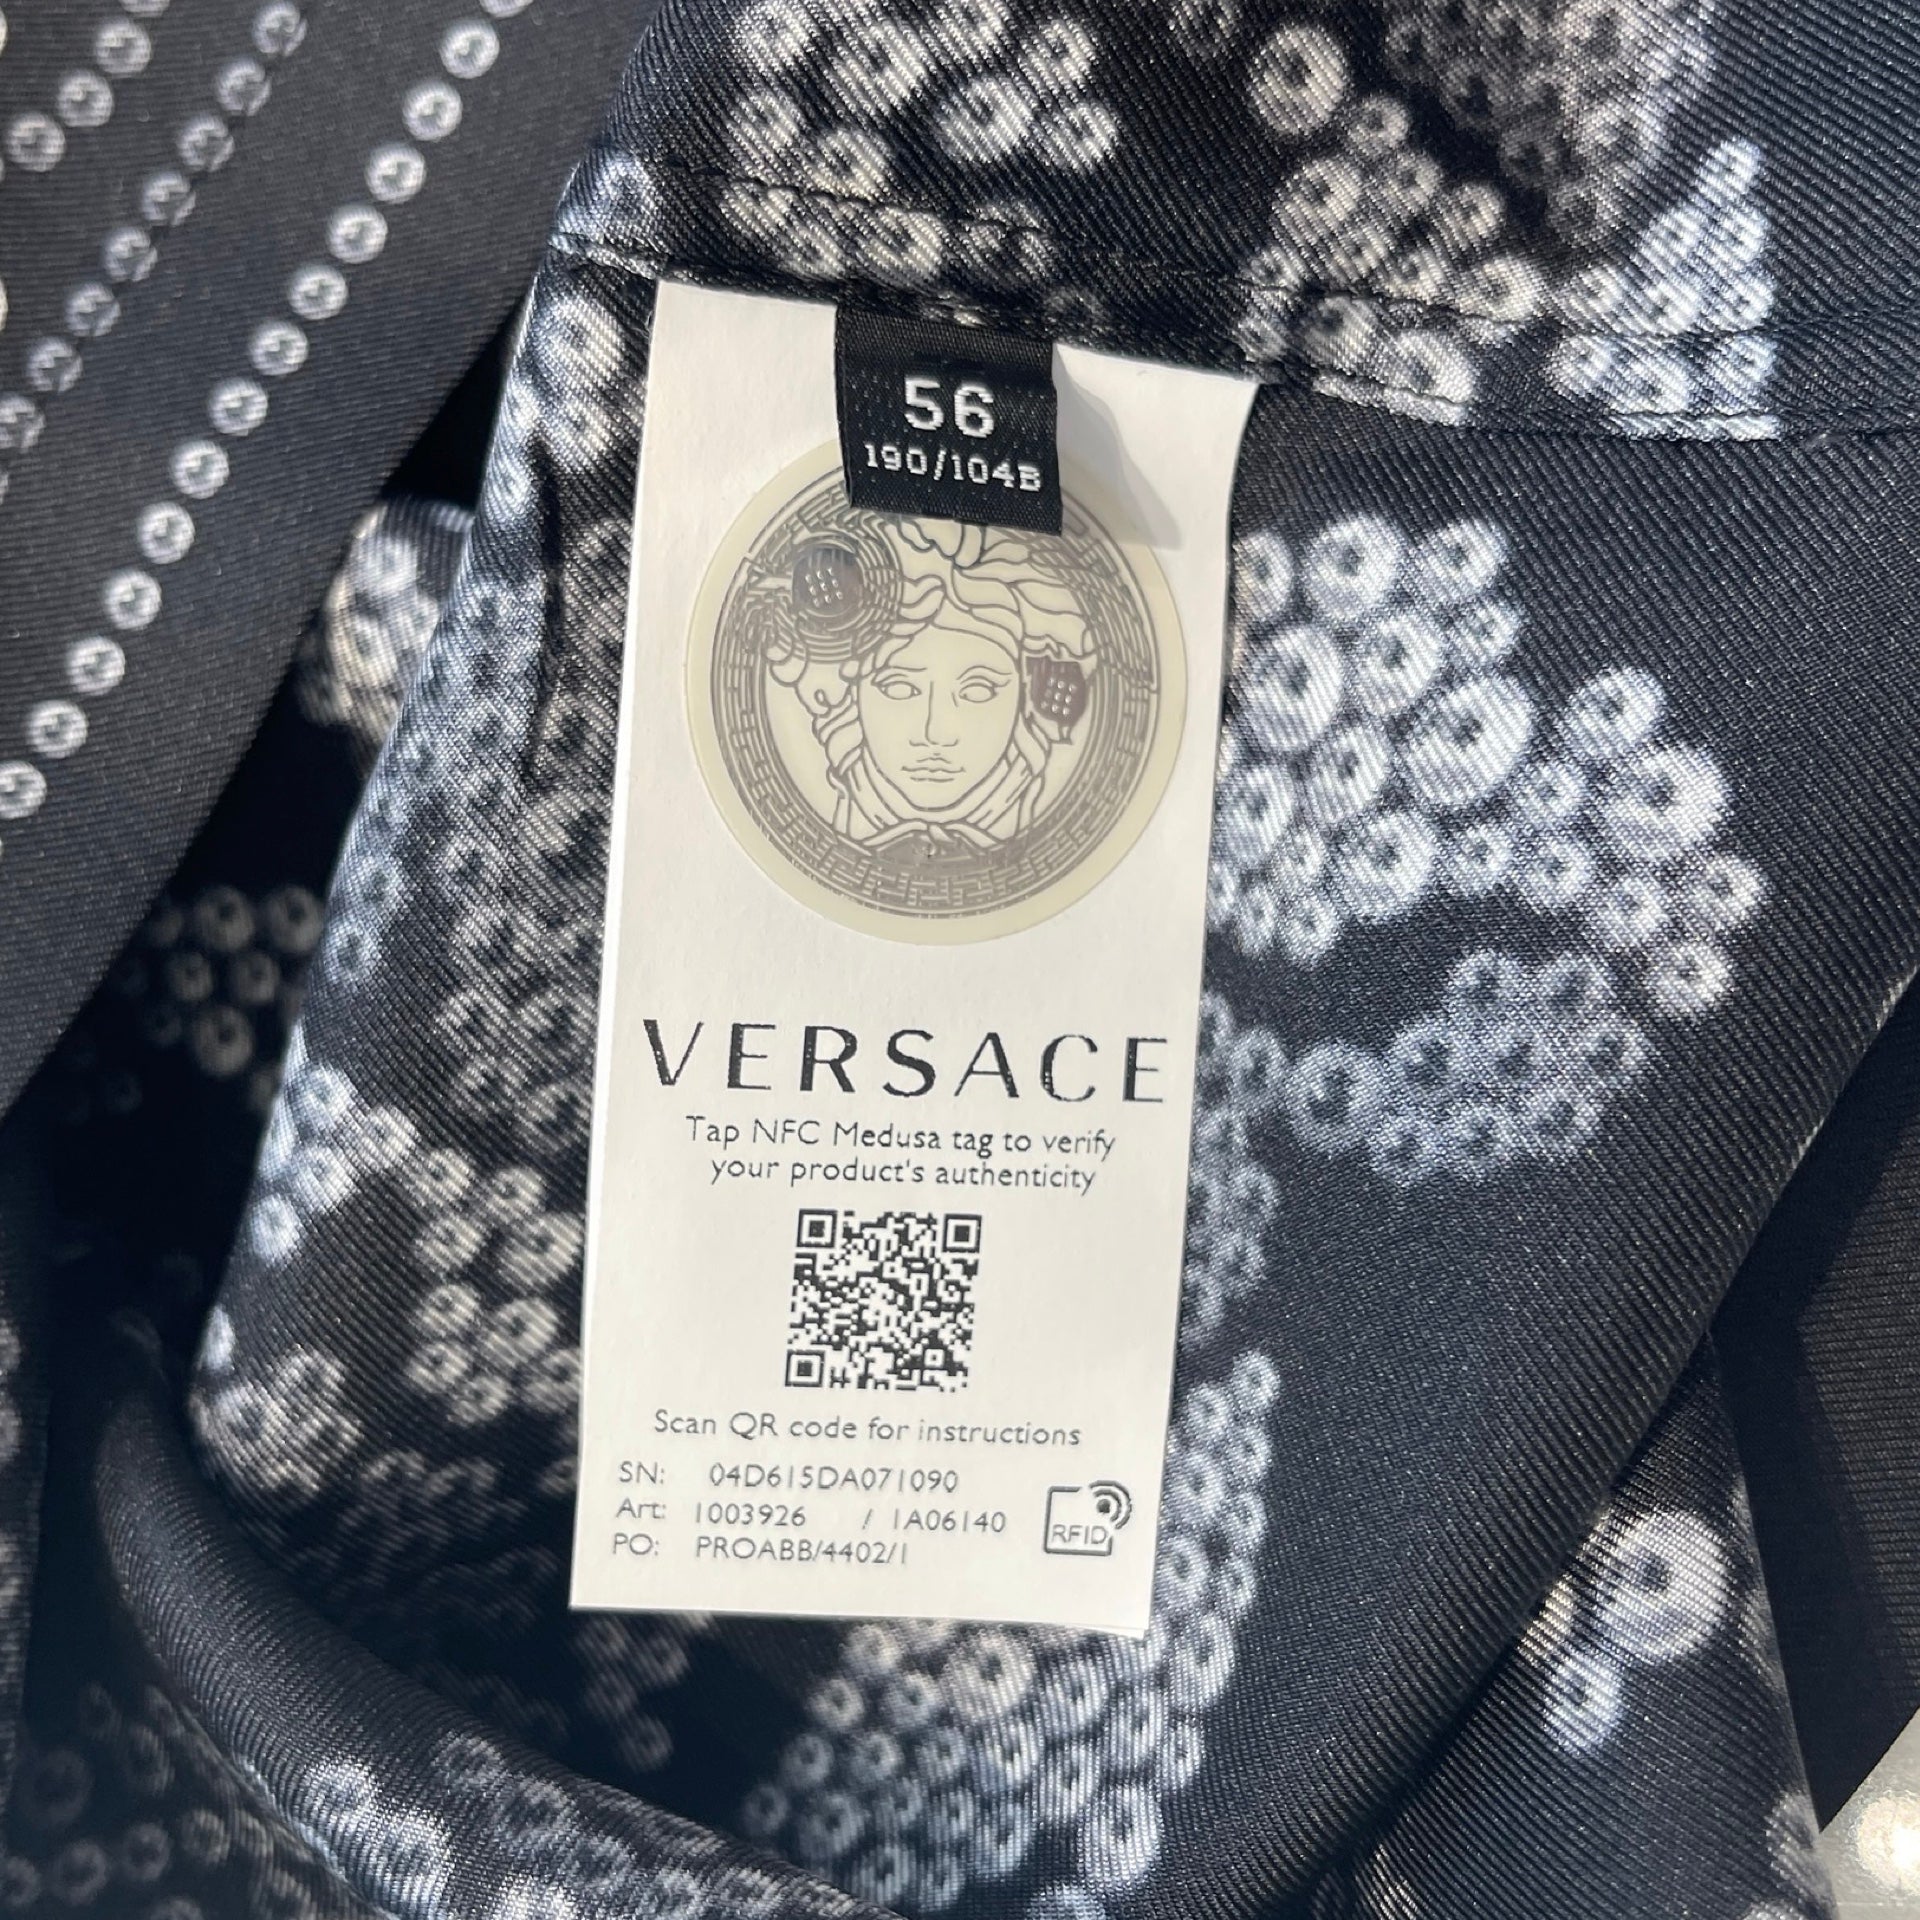 56
190/104B
VERSACE
Tap NFC Medusa tag to verify
your product's authenticity
Scan QR code for instructions
SN: 04D615DA071090
Art: 1003926 / 1A06140
PO: PROABB/4402/1
RFID